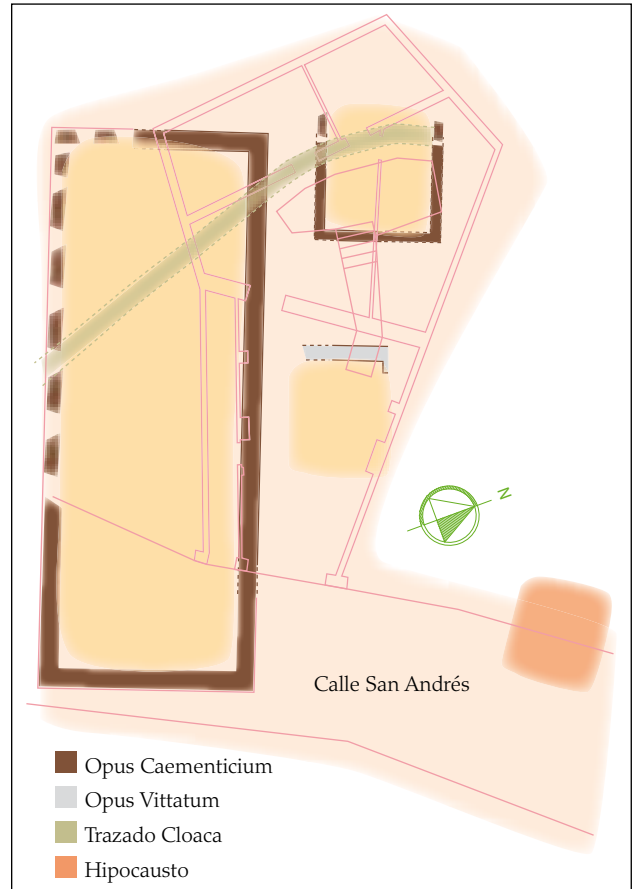 N
Calle San Andrés
Opus Caementicium
Opus Vittatum
Trazado Cloaca
Hipocausto